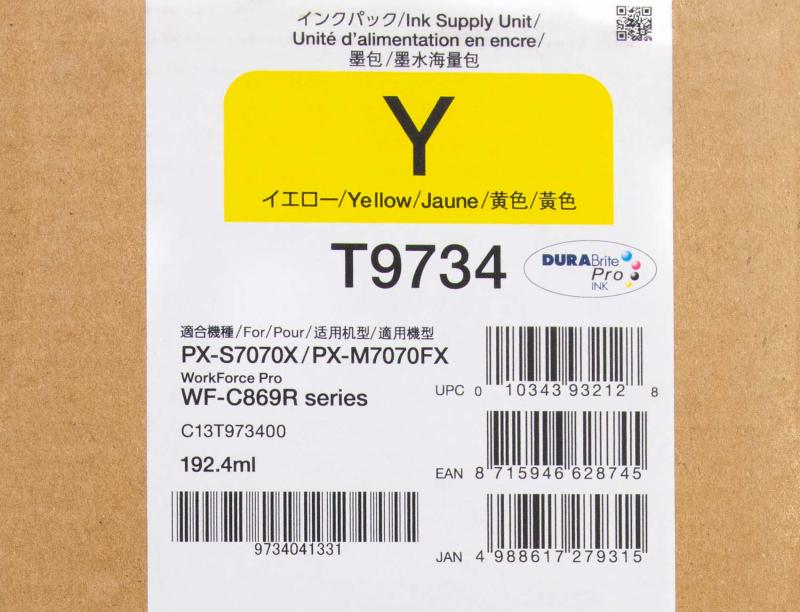 インクパック/Ink Supply Unit/
Unité d'alimentation en encre/
墨包/墨水海量包
Y
イエロー/Yellow/Jaune/黄色/黃色
T9734
DURABrite
Pro
INK
適合機種/For/Pour/适用机型/適用機型
PX-S7070X/PX-M7070FX
WorkForce Pro
WF-C869R series
C13T973400
192.4ml
9734041331
UPC 0 10343 93212 8
EAN 8 715946 628745
JAN 4 988617 279315